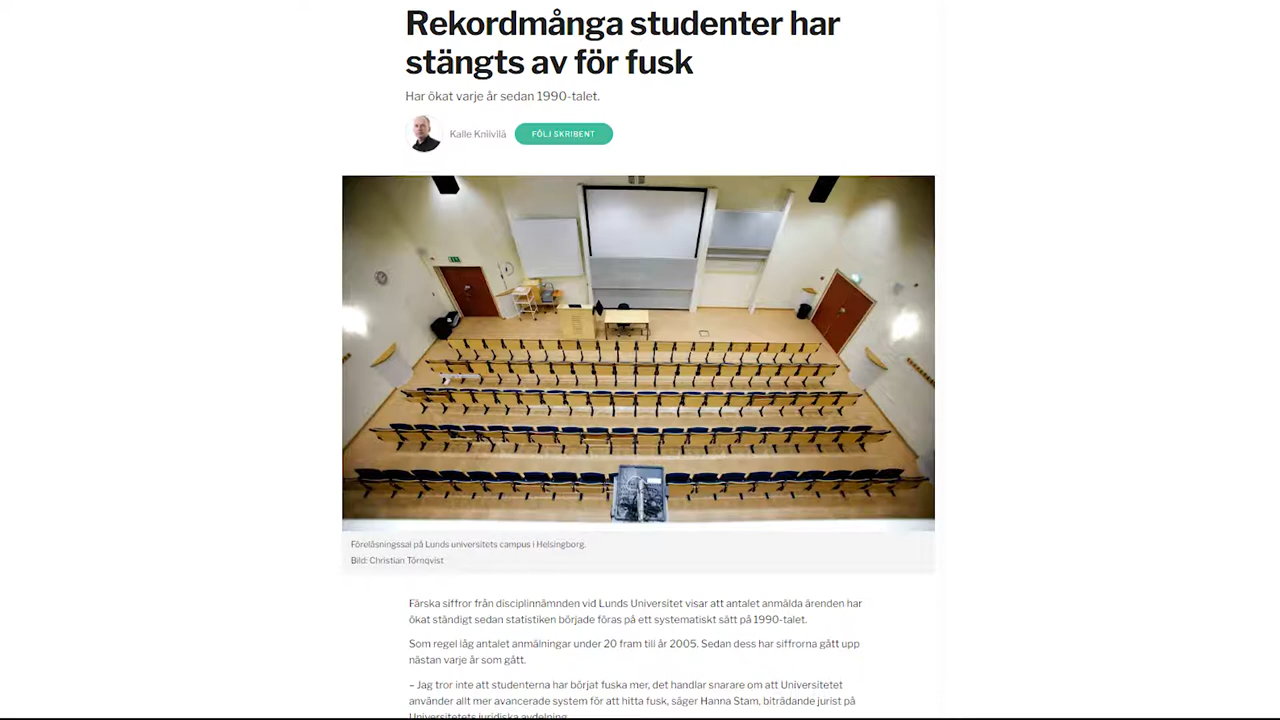 Rekordmånga studenter har
stängts av för fusk
Har ökat varje år sedan 1990-talet.
Kalle Kniivilä
FÖLJ SKRIBENT
Föreläsningssal på Lunds universitets campus i Helsingborg.
Bild: Christian Törnqvist
Färska siffror från disciplinnämnden vid Lunds Universitet visar att antalet anmälda ärenden har
ökat ständigt sedan statistiken började föras på ett systematiskt sätt på 1990-talet.
Som regel låg antalet anmälningar under 20 fram till år 2005. Sedan dess har siffrorna gått upp
nästan varje år som gått.
– Jag tror inte att studenterna har börjat fuska mer, det handlar snarare om att Universitetet
använder allt mer avancerade system för att hitta fusk, säger Hanna Stam, biträdande jurist på
Universitetets juridiska avdelning.